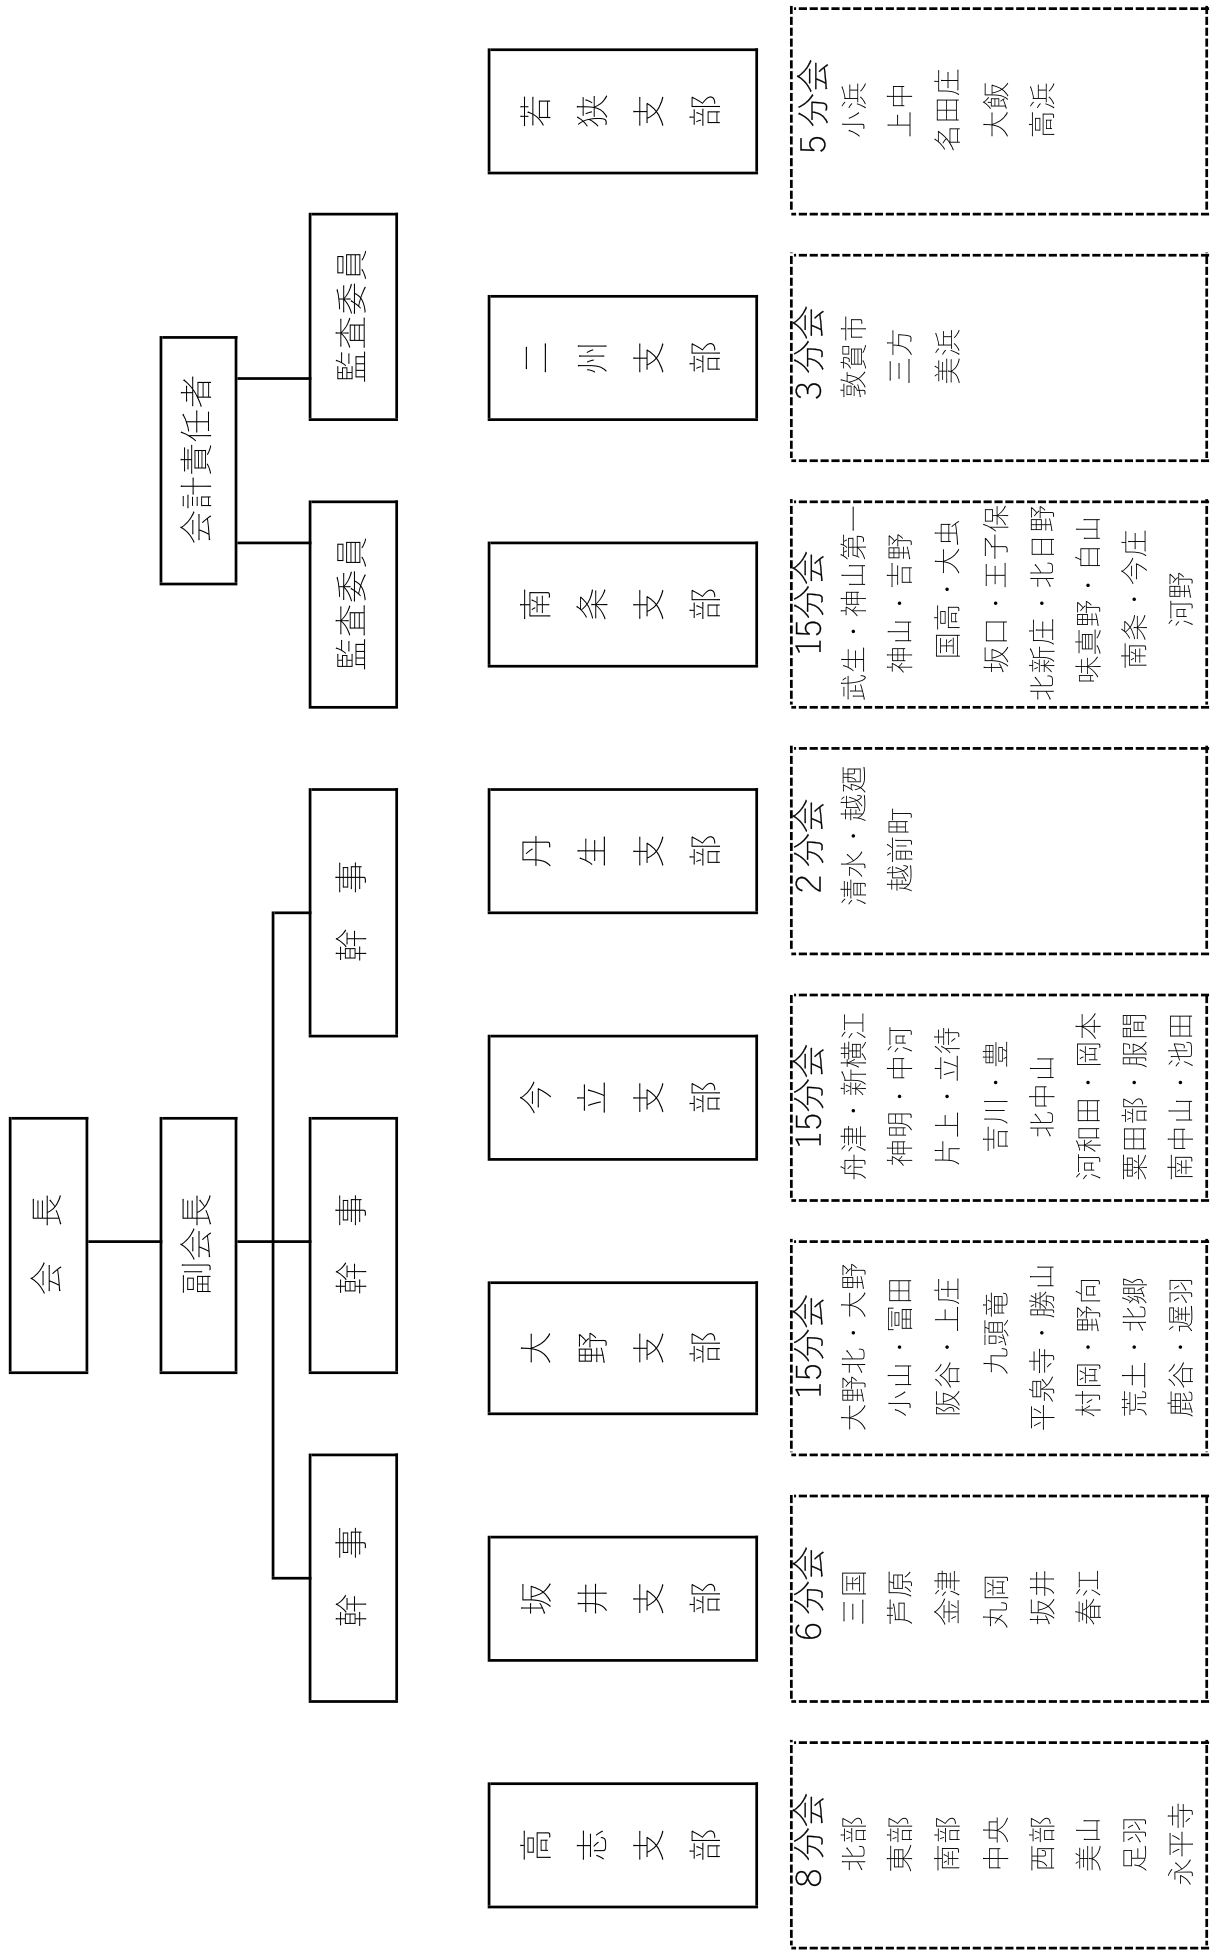 会 長
副会長
会計責任者
幹 事
幹 事
幹 事
監査委員
監査委員
高志支部
坂井支部
大野支部
今立支部
丹生支部
南条支部
二州支部
若狭支部
8分会
北部
東部
南部
中央
西部
美山
足羽
永平寺
6分会
三国
芦原
金津
丸岡
坂井
春江
15分会
大野北・大野
小山・富田
阪谷・上庄
九頭竜
平泉寺・勝山
村岡・野向
荒土・北郷
鹿谷・遅羽
15分会
舟津・新横江
神明・中河
片上・立待
吉川・豊
北中山
河和田・岡本
粟田部・服間
南中山・池田
2分会
清水・越廼
越前町
15分会
武生・神山第一
神山・吉野
国高・大虫
坂口・王子保
北新庄・北日野
味真野・白山
南条・今庄
河野
3分会
敦賀市
三方
美浜
5分会
小浜
上中
名田庄
大飯
高浜